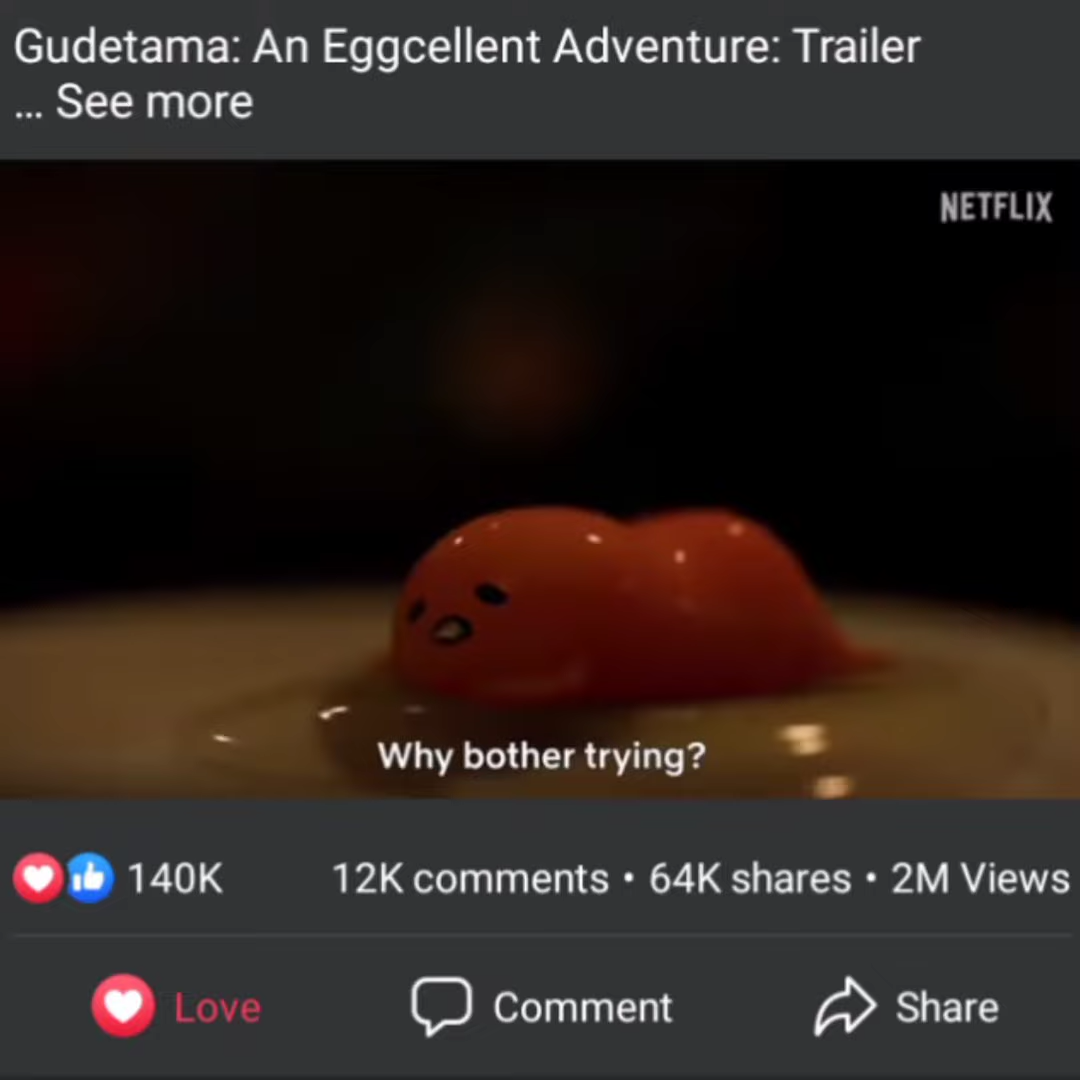 Gudetama: An Eggcellent Adventure: Trailer
... See more
NETFLIX
Why bother trying?
140K 12K comments • 64K shares • 2M Views
Love Comment Share